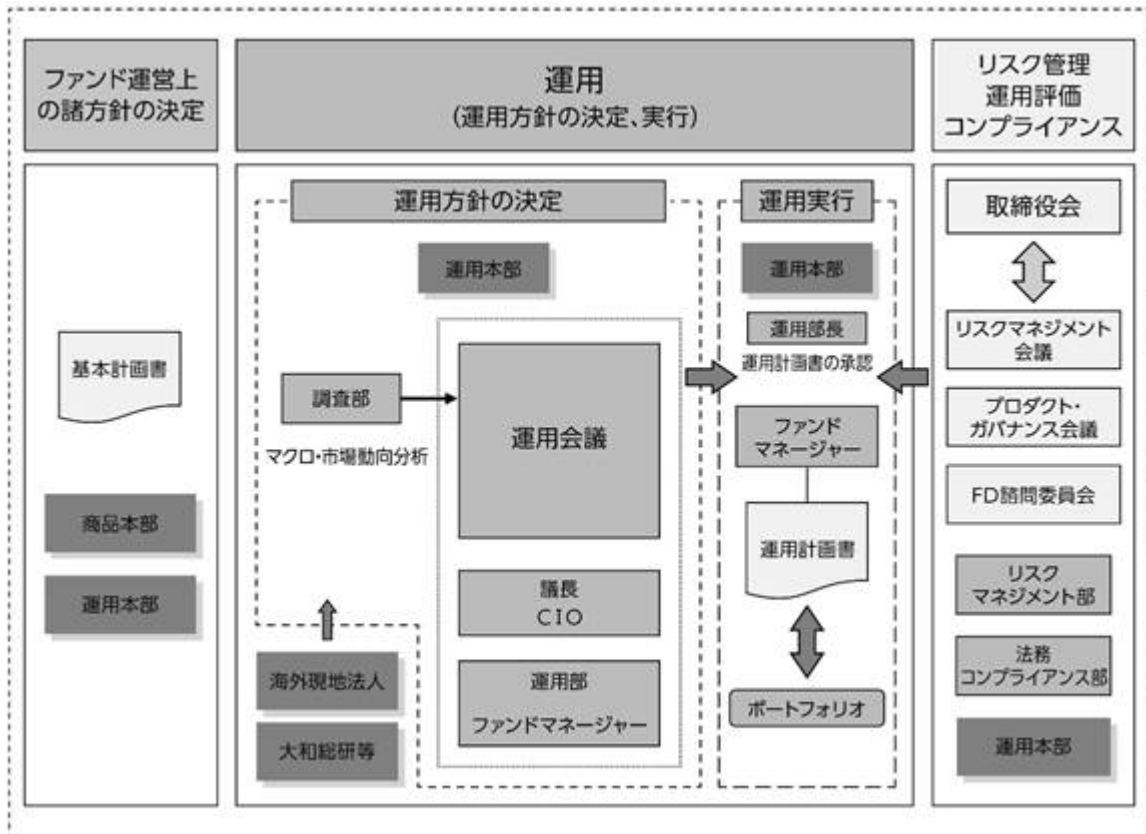 ファンド運営上
の諸方針の決定
運用
(運用方針の決定、実行)
リスク管理
運用評価
コンプライアンス
基本計画書
商品本部
運用本部
運用方針の決定
運用本部
調査部
マクロ・市場動向分析
運用会議
議長
CIO
運用部
ファンドマネージャー
海外現地法人
大和総研等
運用実行
運用本部
運用部長
運用計画書の承認
ファンド
マネージャー
運用計画書
ポートフォリオ
取締役会
リスクマネジメント
会議
プロダクト・
ガバナンス会議
FD諮問委員会
リスク
マネジメント部
法務
コンプライアンス部
運用本部